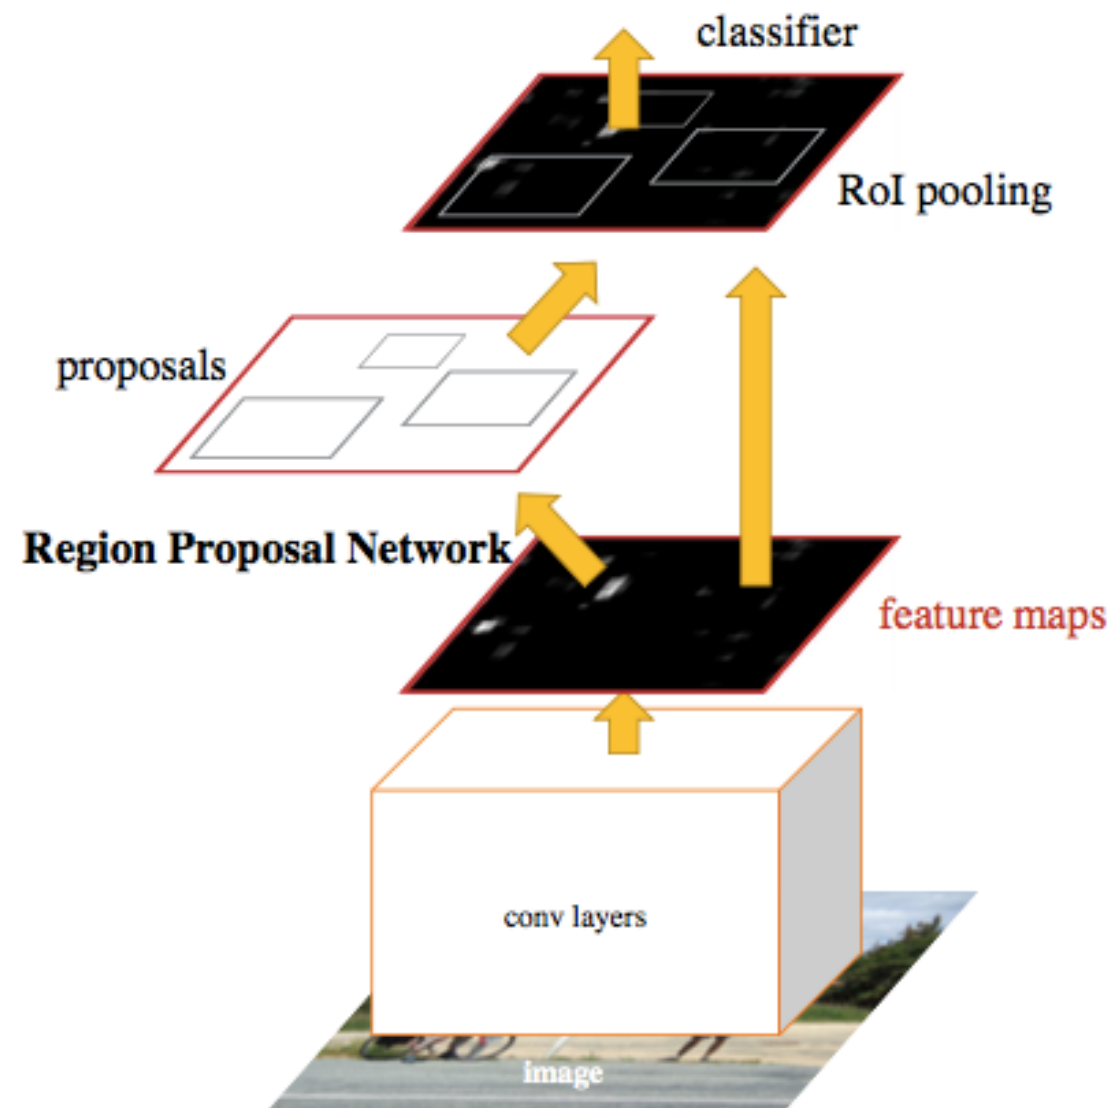 classifier
RoI pooling
proposals
Region Proposal Network
feature maps
conv layers
image